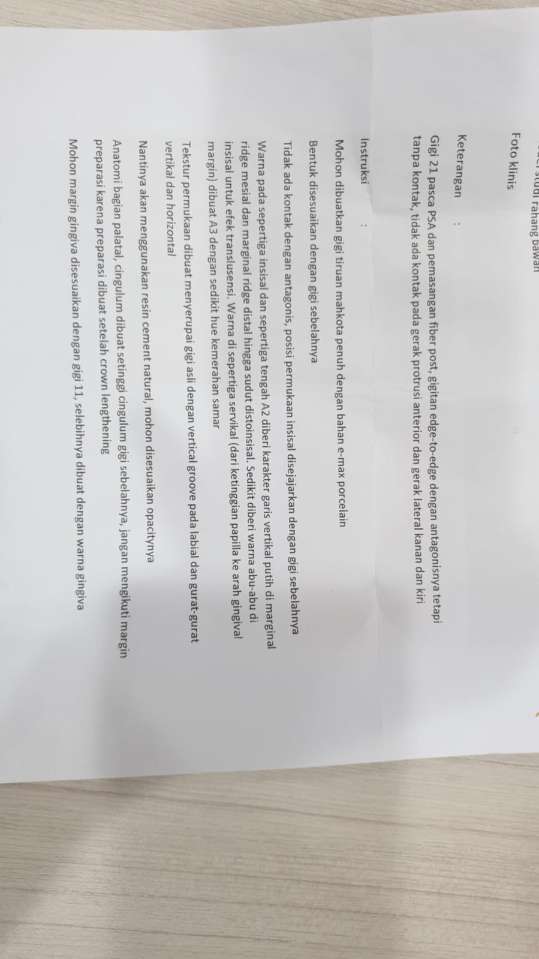 studi rahang bawah
Foto klinis
Keterangan :
Gigi 21 pasca PSA dan pemasangan fiber post, gigitan edge-to-edge dengan antagonisnya tetapi
tanpa kontak, tidak ada kontak pada gerak protrusi anterior dan gerak lateral kanan dan kiri
Instruksi :
Mohon dibuatkan gigi tiruan mahkota penuh dengan bahan e-max porcelain
Bentuk disesuaikan dengan gigi sebelahnya
Tidak ada kontak dengan antagonis, posisi permukaan insisal disejajarkan dengan gigi sebelahnya
Warna pada sepertiga insisal dan sepertiga tengah A2 diberi karakter garis vertikal putih di marginal
ridge mesial dan marginal ridge distal hingga sudut distoinsisal. Sedikit diberi warna abu-abu di
insisal untuk efek translusensi. Warna di sepertiga servikal (dari ketinggian papilla ke arah gingival
margin) dibuat A3 dengan sedikit hue kemerahan samar
Tekstur permukaan dibuat menyerupai gigi asli dengan vertical groove pada labial dan gurat-gurat
vertikal dan horizontal
Nantinya akan menggunakan resin cement natural, mohon disesuaikan opacitynya
Anatomi bagian palatal, cingulum dibuat setinggi cingulum gigi sebelahnya, jangan mengikuti margin
preparasi karena preparasi dibuat setelah crown lengthening
Mohon margin gingiva disesuaikan dengan gigi 11, selebihnya dibuat dengan warna gingiva